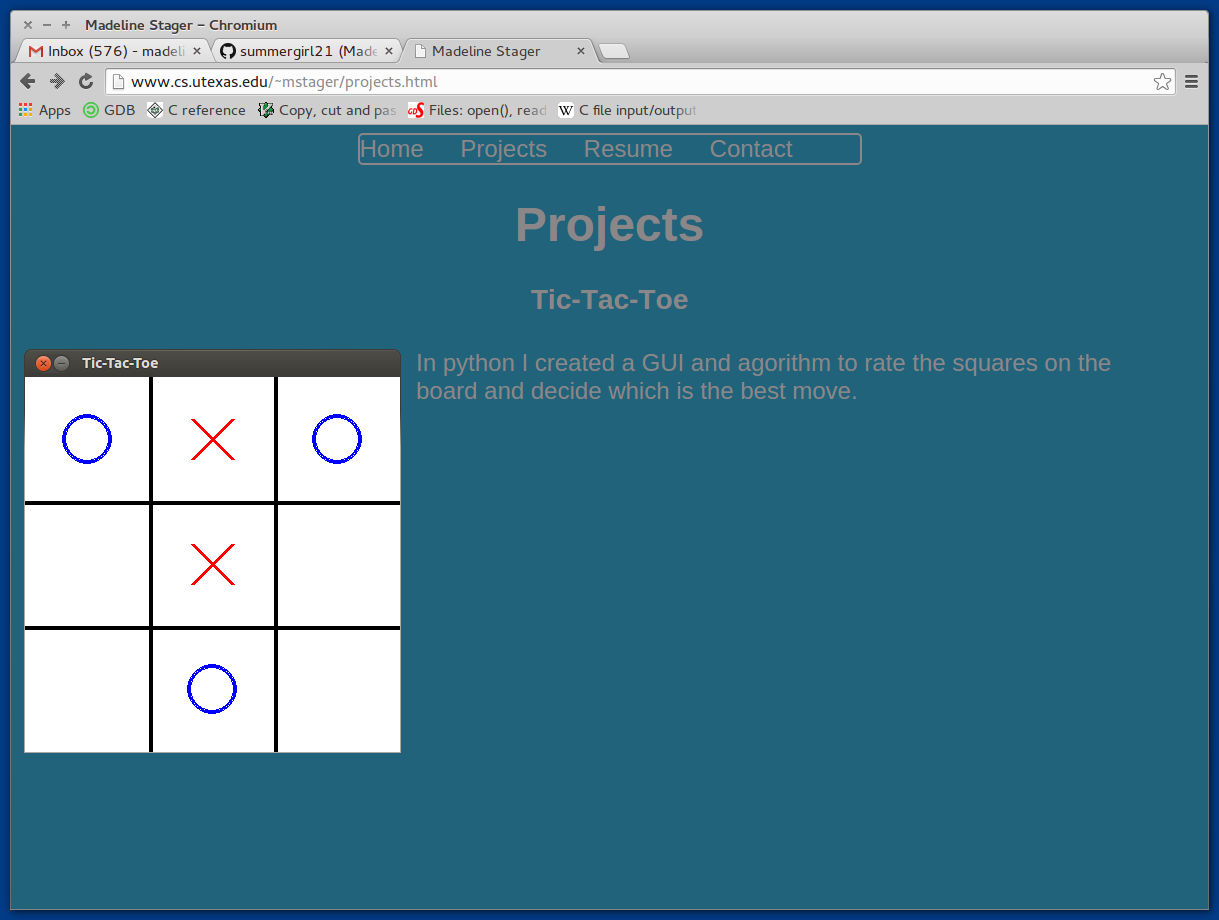 Madeline Stager - Chromium
Inbox (576) - madeli
summergirl21 (Made
Madeline Stager
www.cs.utexas.edu/~mstager/projects.html
Apps GDB C reference Copy, cut and pas Files: open(), read W C file input/output
Home Projects Resume Contact
Projects
Tic-Tac-Toe
Tic-Tac-Toe
In python I created a GUI and agorithm to rate the squares on the
board and decide which is the best move.